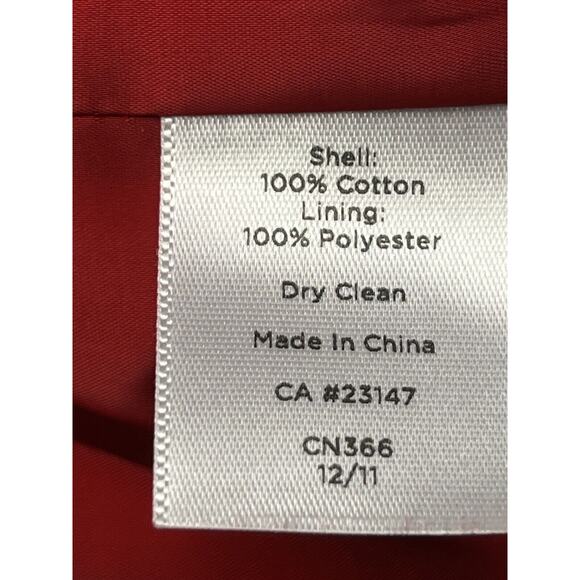 Shell:
100% Cotton
Lining:
100% Polyester
Dry Clean
Made In China
CA #23147
CN366
12/11